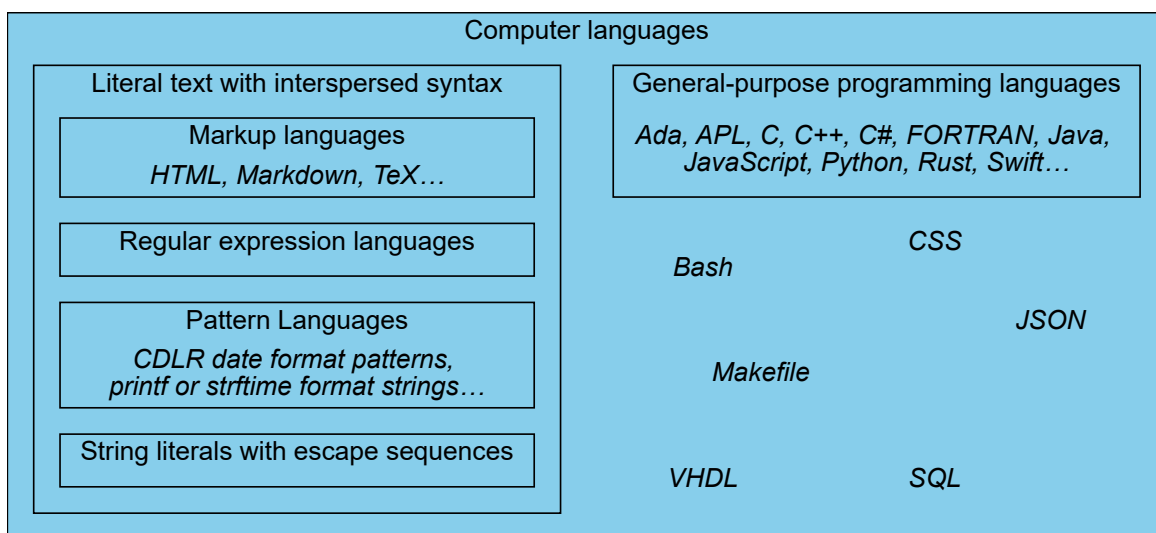 Computer languages
Literal text with interspersed syntax
Markup languages
HTML, Markdown, TeX…
Regular expression languages
Pattern Languages
CDLR date format patterns,
printf or strftime format strings…
String literals with escape sequences
General-purpose programming languages
Ada, APL, C, C++, C#, FORTRAN, Java,
JavaScript, Python, Rust, Swift…
CSS
Bash
JSON
Makefile
VHDL
SQL